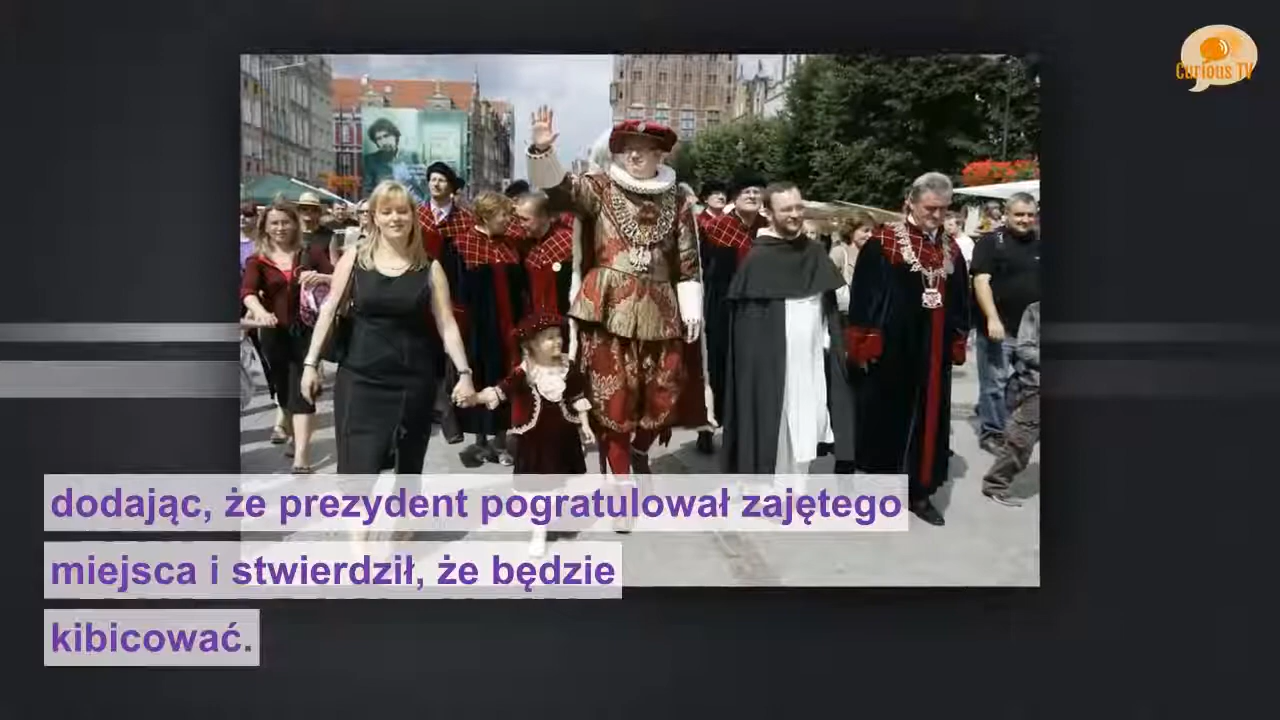 Curious TV
dodając, że prezydent pogratulował zajętego
miejsca i stwierdził, że będzie
kibicować.